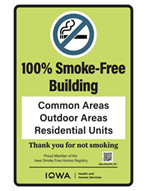 100% Smoke-Free
Building
Common Areas
Outdoor Areas
Residential Units
Thank you for not smoking
Proud Member of the
Iowa Smoke Free Homes Registry
IOWA
Health and
Human Services